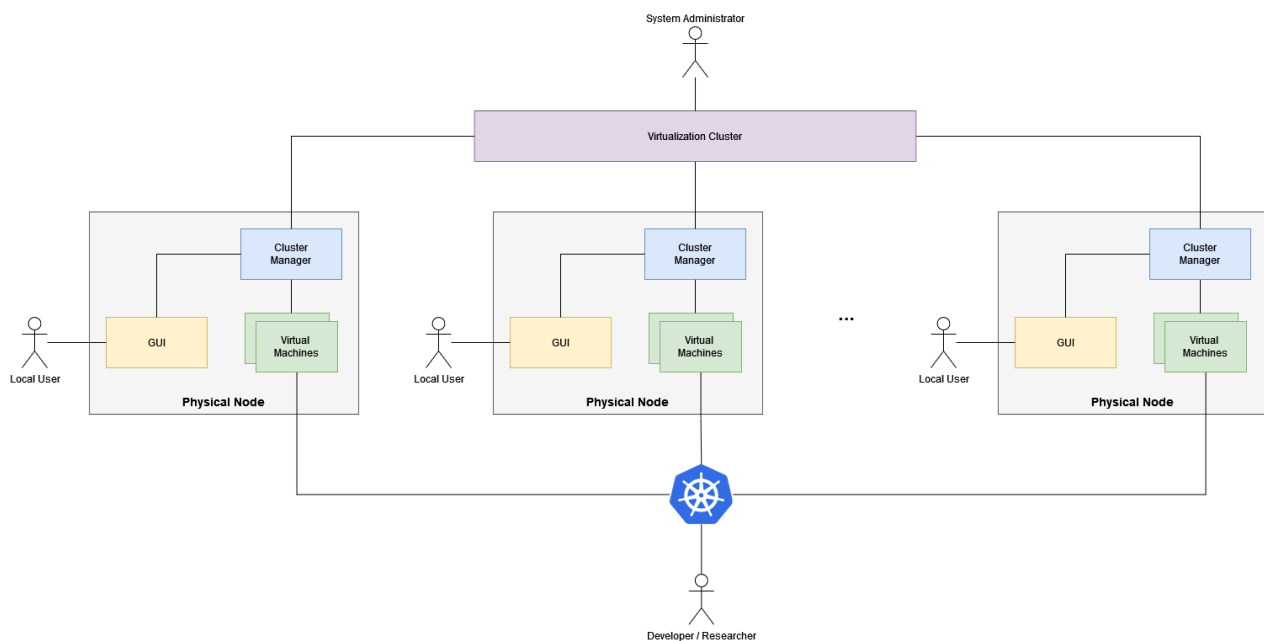 System Administrator
Virtualization Cluster
Cluster
Manager
GUI
Virtual
Machines
Local User
Physical Node
Cluster
Manager
GUI
Virtual
Machines
Local User
Physical Node
...
Cluster
Manager
GUI
Virtual
Machines
Local User
Physical Node
Developer / Researcher